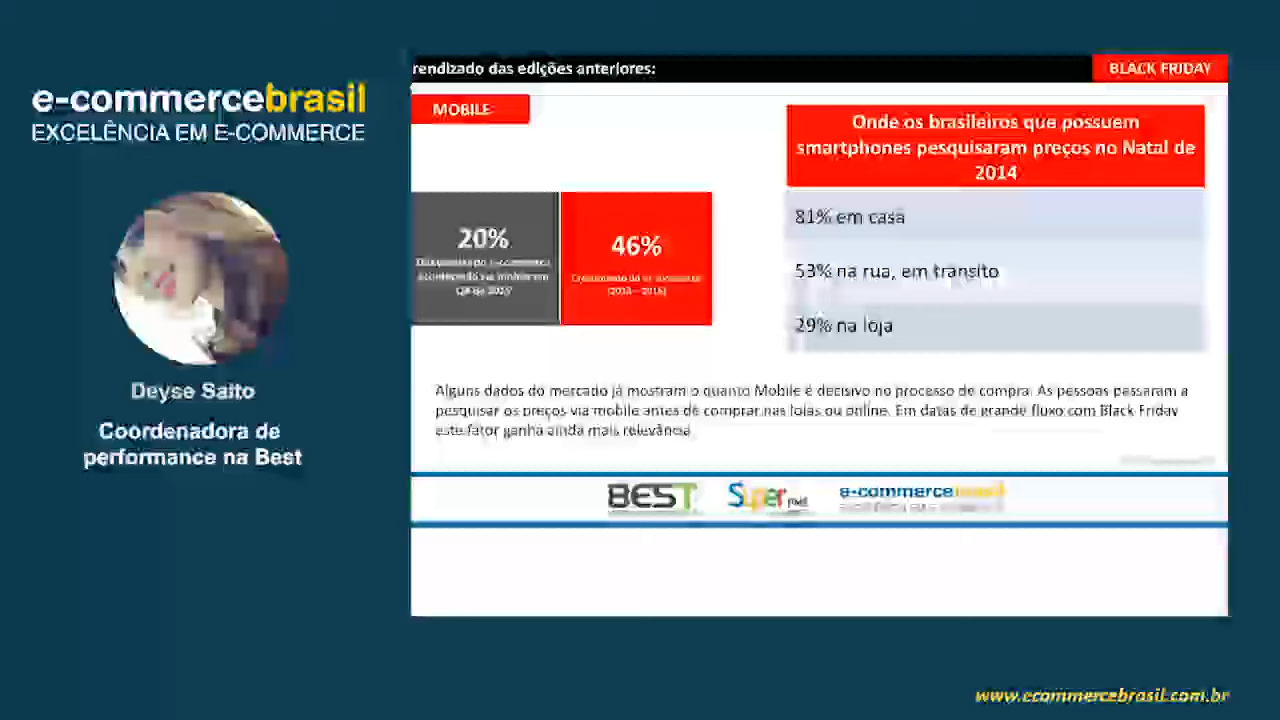 e-commercebrasil
EXCELÊNCIA EM E-COMMERCE
Deyse Saito
Coordenadora de
performance na Best
rendizado das edições anteriores:
BLACK FRIDAY
MOBILE
20%
46%
Onde os brasileiros que possuem
smartphones pesquisaram preços no Natal de
2014
81% em casa
53% na rua, em trânsito
29% na loja
Alguns dados do mercado já mostram o quanto Mobile é decisivo no processo de compra. As pessoas passaram a
pesquisar os preços via mobile antes de comprar nas lojas ou online. Em datas de grande fluxo com Black Friday
este fator ganha ainda mais relevância.
BEST
Super
e-commercebrasil
www.ecommercebrasil.com.br